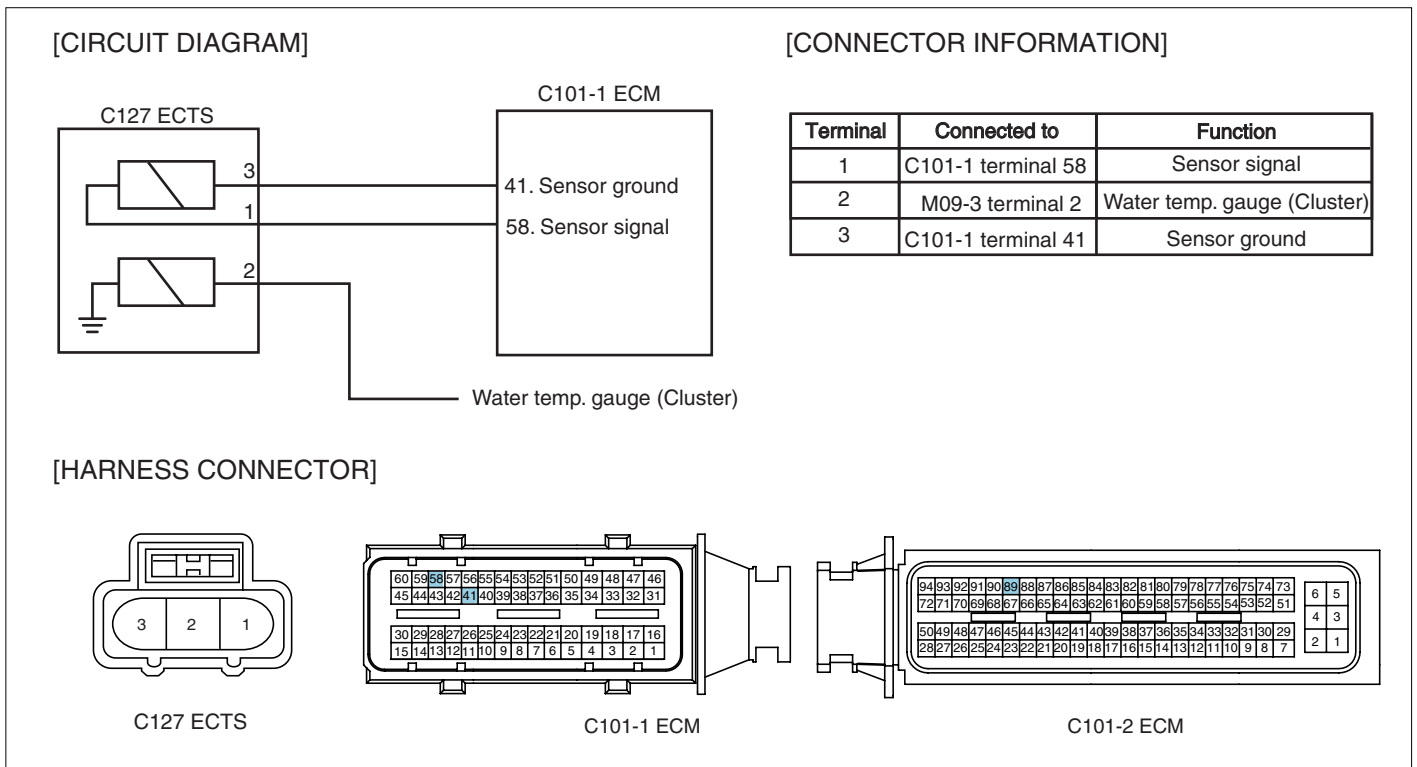 [CIRCUIT DIAGRAM]
C127 ECTS
C101-1 ECM
3
41. Sensor ground
1
58. Sensor signal
2
Water temp. gauge (Cluster)
[CONNECTOR INFORMATION]
Terminal Connected to Function
1 C101-1 terminal 58 Sensor signal
2 M09-3 terminal 2 Water temp. gauge (Cluster)
3 C101-1 terminal 41 Sensor ground
[HARNESS CONNECTOR]
3 2 1
C127 ECTS
60 59 58 57 56 55 54 53 52 51 50 49 48 47 46
45 44 43 42 41 40 39 38 37 36 35 34 33 32 31
30 29 28 27 26 25 24 23 22 21 20 19 18 17 16
15 14 13 12 11 10 9 8 7 6 5 4 3 2 1
C101-1 ECM
94 93 92 91 90 89 88 87 86 85 84 83 82 81 80 79 78 77 76 75 74 73
72 71 70 69 68 67 66 65 64 63 62 61 60 59 58 57 56 55 54 53 52 51
50 49 48 47 46 45 44 43 42 41 40 39 38 37 36 35 34 33 32 31 30 29
28 27 26 25 24 23 22 21 20 19 18 17 16 15 14 13 12 11 10 9 8 7
6 5
4 3
2 1
C101-2 ECM